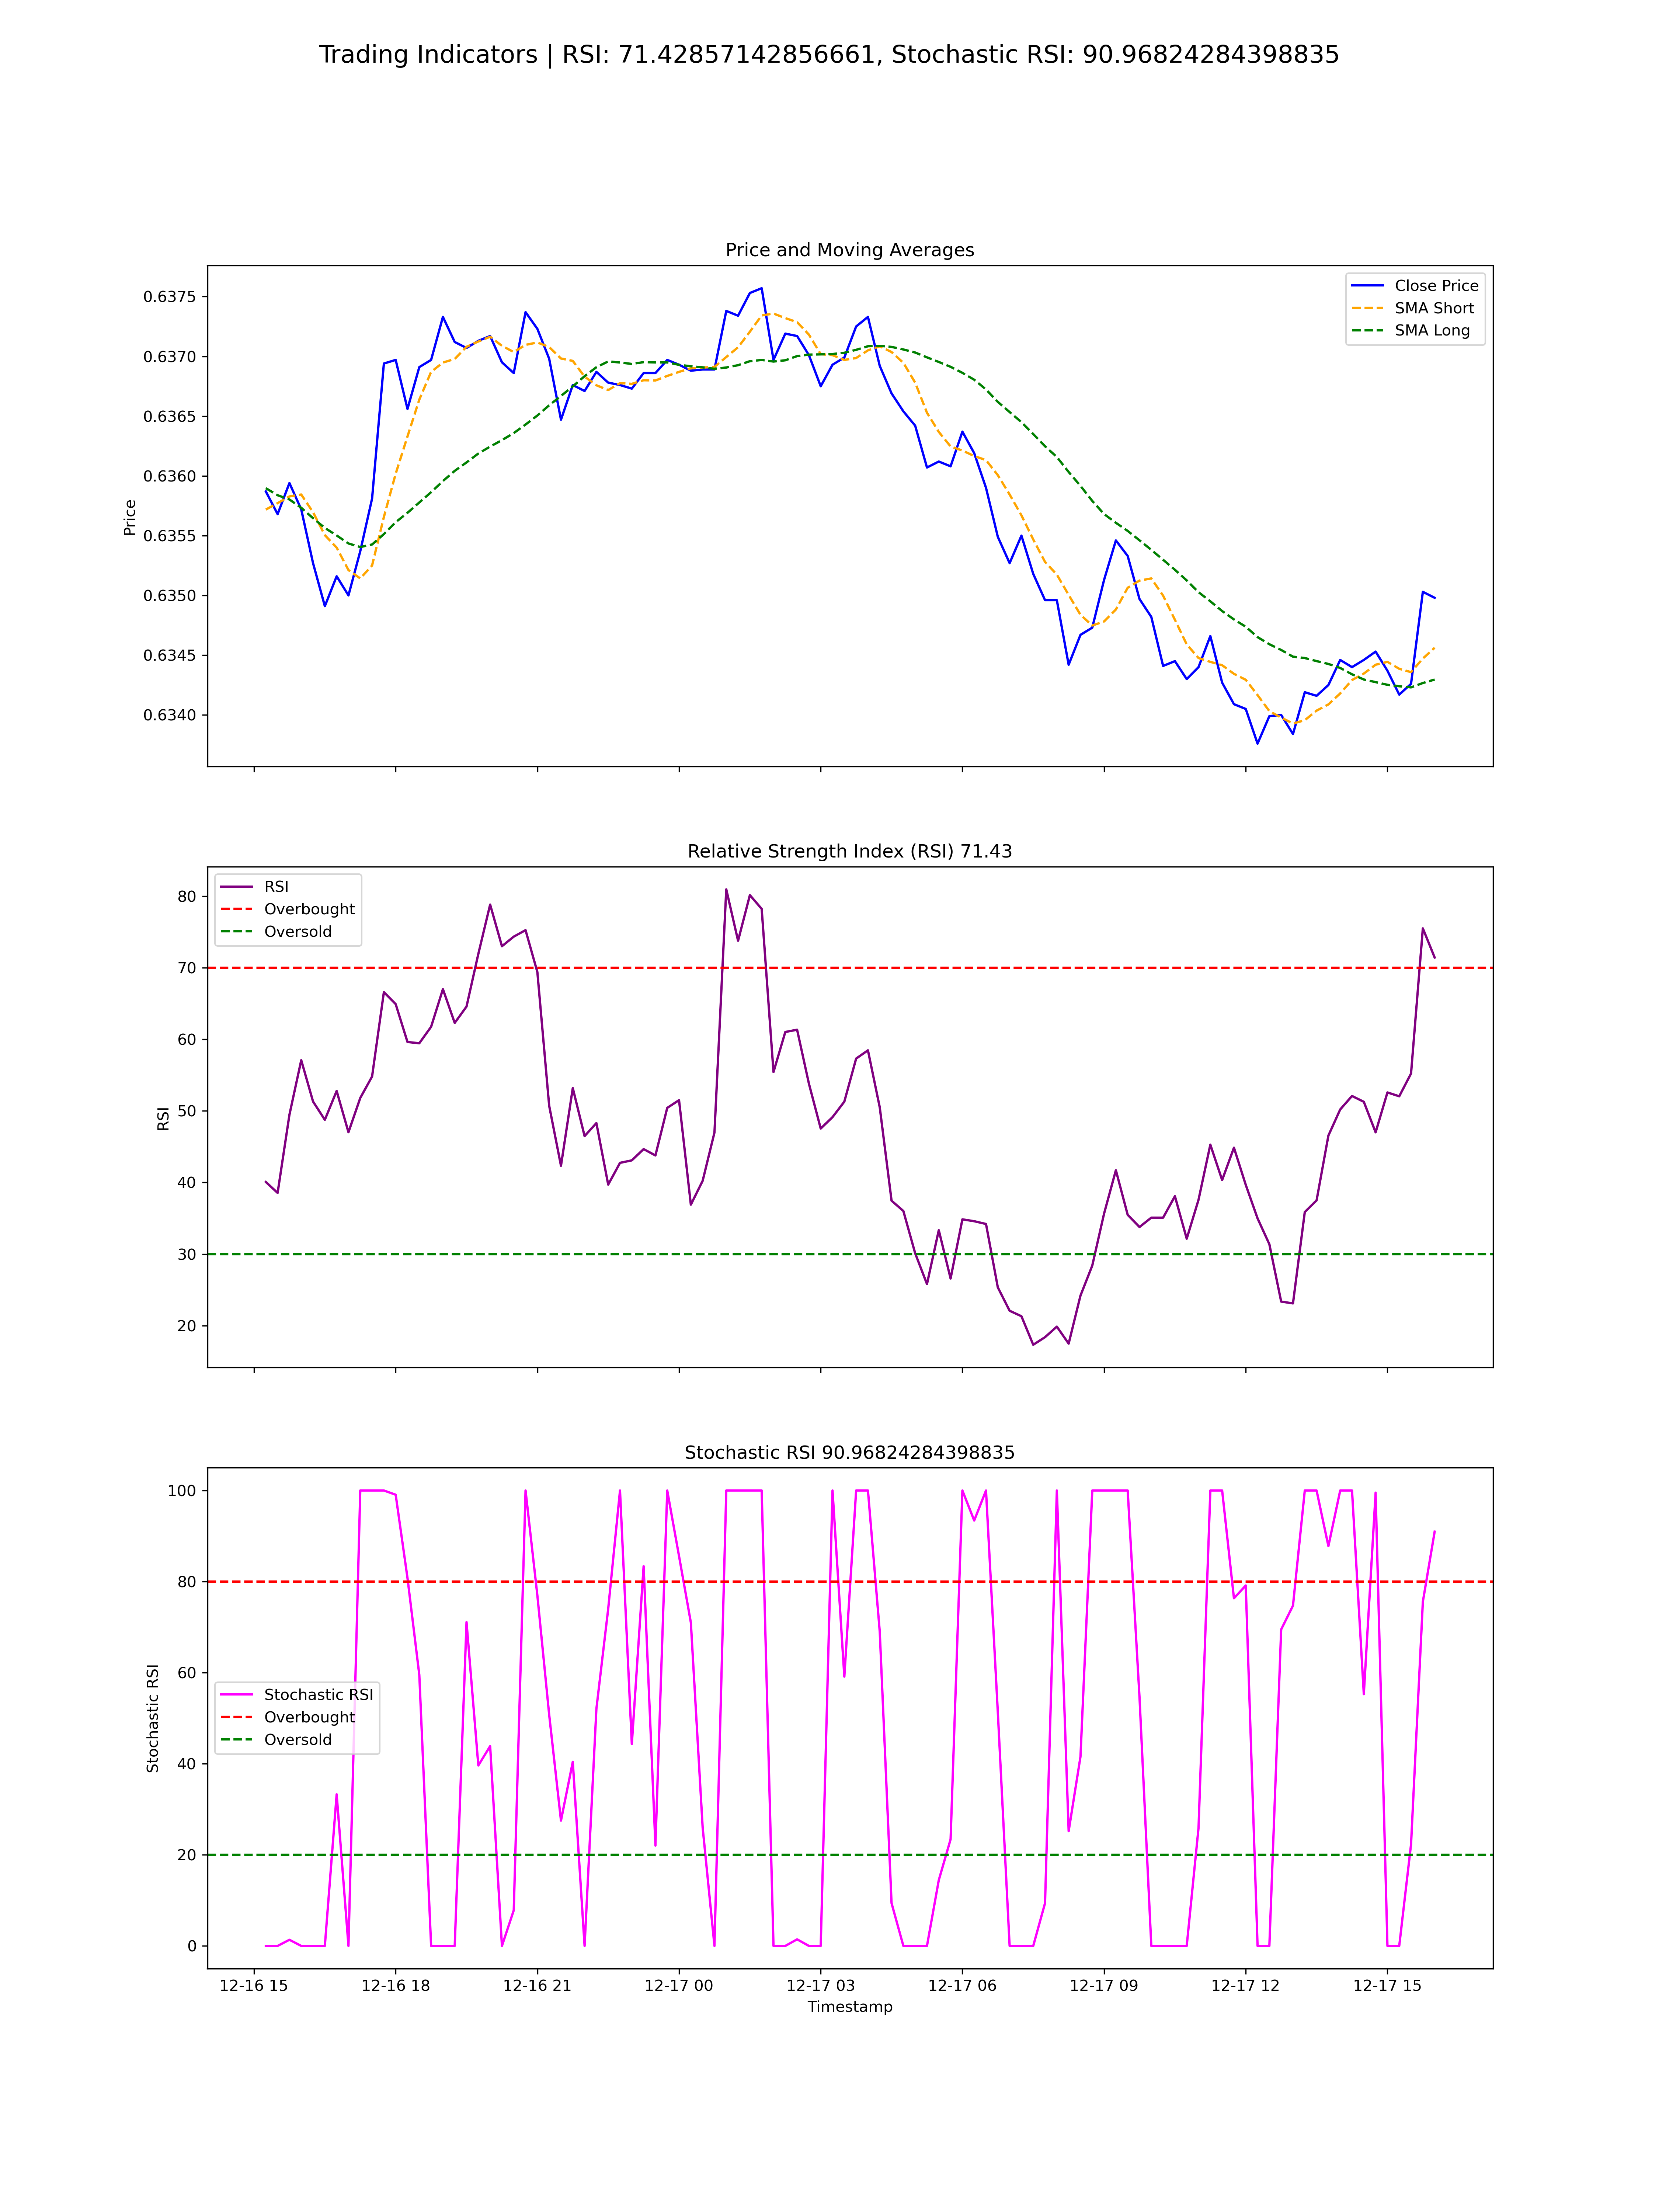 Trading Indicators | RSI: 71.42857142856661, Stochastic RSI: 90.96824284398835
Price and Moving Averages
Close Price
SMA Short
SMA Long
0.6375
0.6370
0.6365
0.6360
0.6355
0.6350
0.6345
0.6340
Price
Relative Strength Index (RSI) 71.43
RSI
Overbought
Oversold
80
70
60
50
40
30
20
RSI
Stochastic RSI 90.96824284398835
Stochastic RSI
Overbought
Oversold
100
80
60
40
20
0
Stochastic RSI
12-16 15
12-16 18
12-16 21
12-17 00
12-17 03
12-17 06
12-17 09
12-17 12
12-17 15
Timestamp